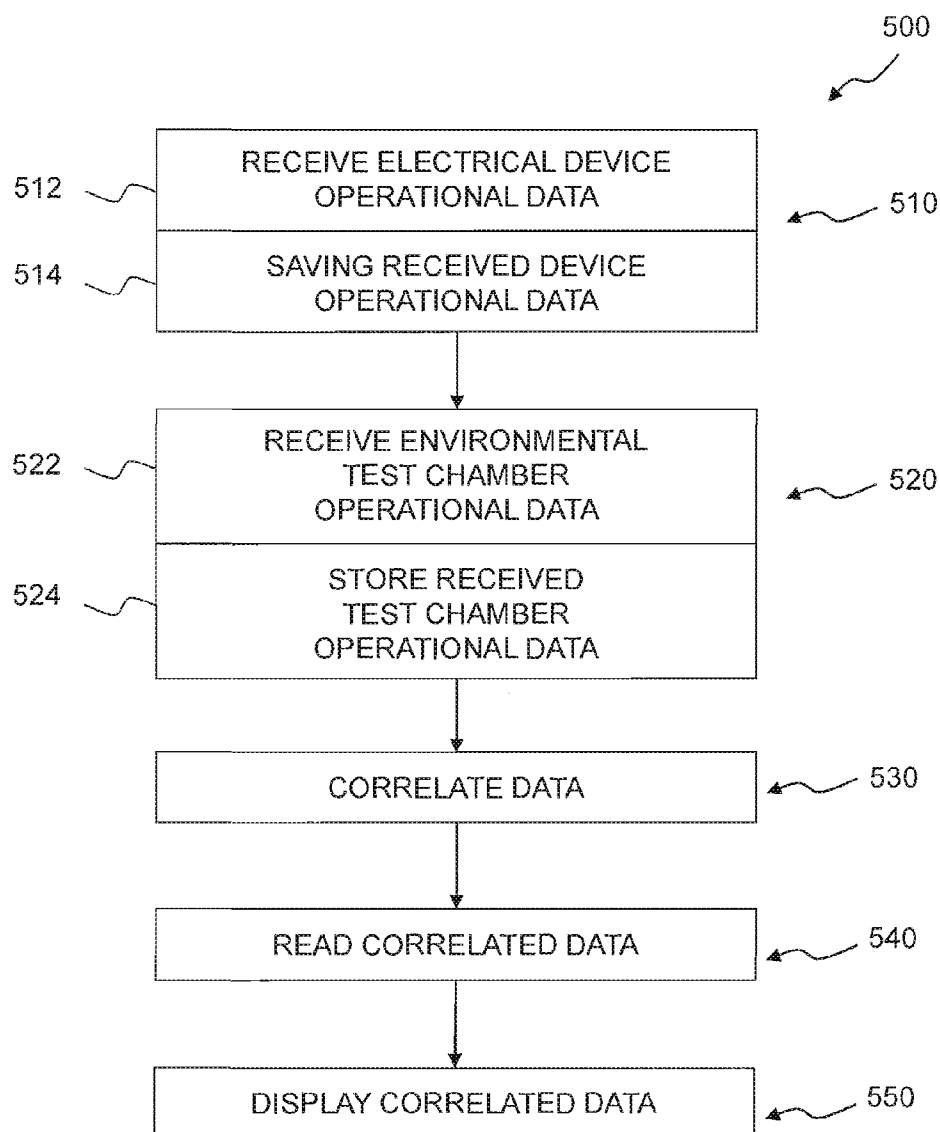 500
RECEIVE ELECTRICAL DEVICE
OPERATIONAL DATA
512
510
SAVING RECEIVED DEVICE
OPERATIONAL DATA
514
RECEIVE ENVIRONMENTAL
TEST CHAMBER
OPERATIONAL DATA
522
520
STORE RECEIVED
TEST CHAMBER
OPERATIONAL DATA
524
CORRELATE DATA
530
READ CORRELATED DATA
540
DISPLAY CORRELATED DATA
550